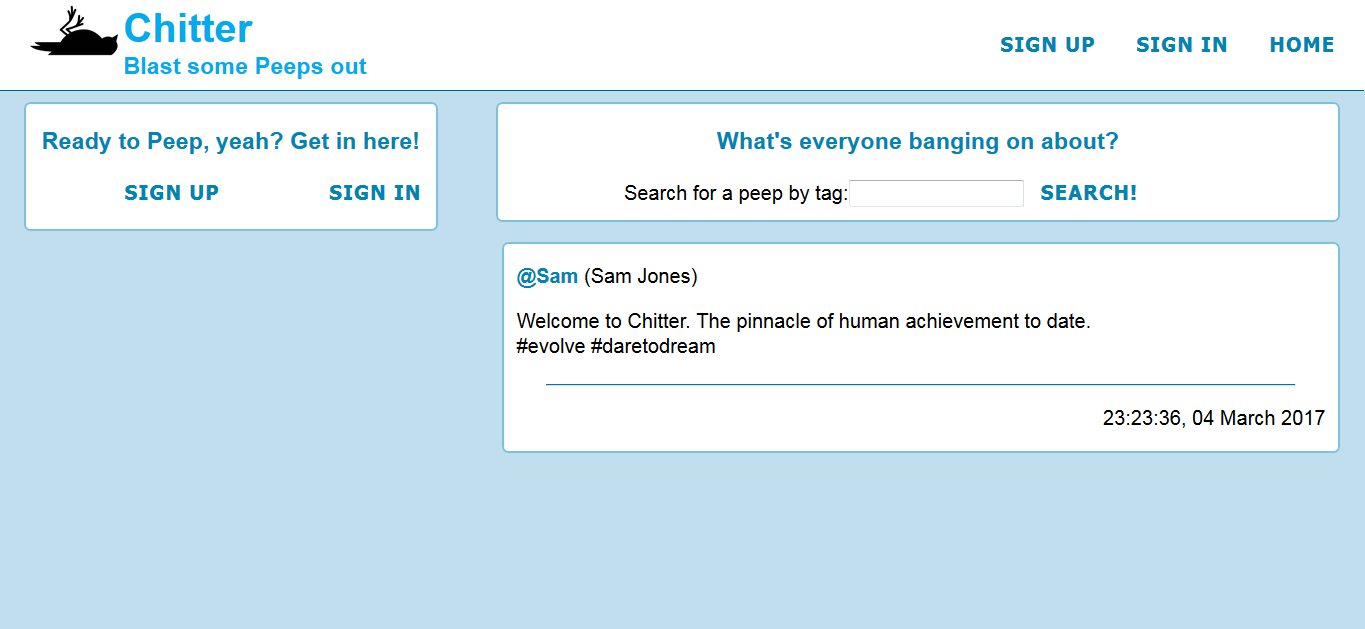 Chitter
Blast some Peeps out
SIGN UP SIGN IN HOME
Ready to Peep, yeah? Get in here!
SIGN UP SIGN IN
What's everyone banging on about?
Search for a peep by tag: SEARCH!
@Sam (Sam Jones)
Welcome to Chitter. The pinnacle of human achievement to date.
#evolve #daretodream
23:23:36, 04 March 2017